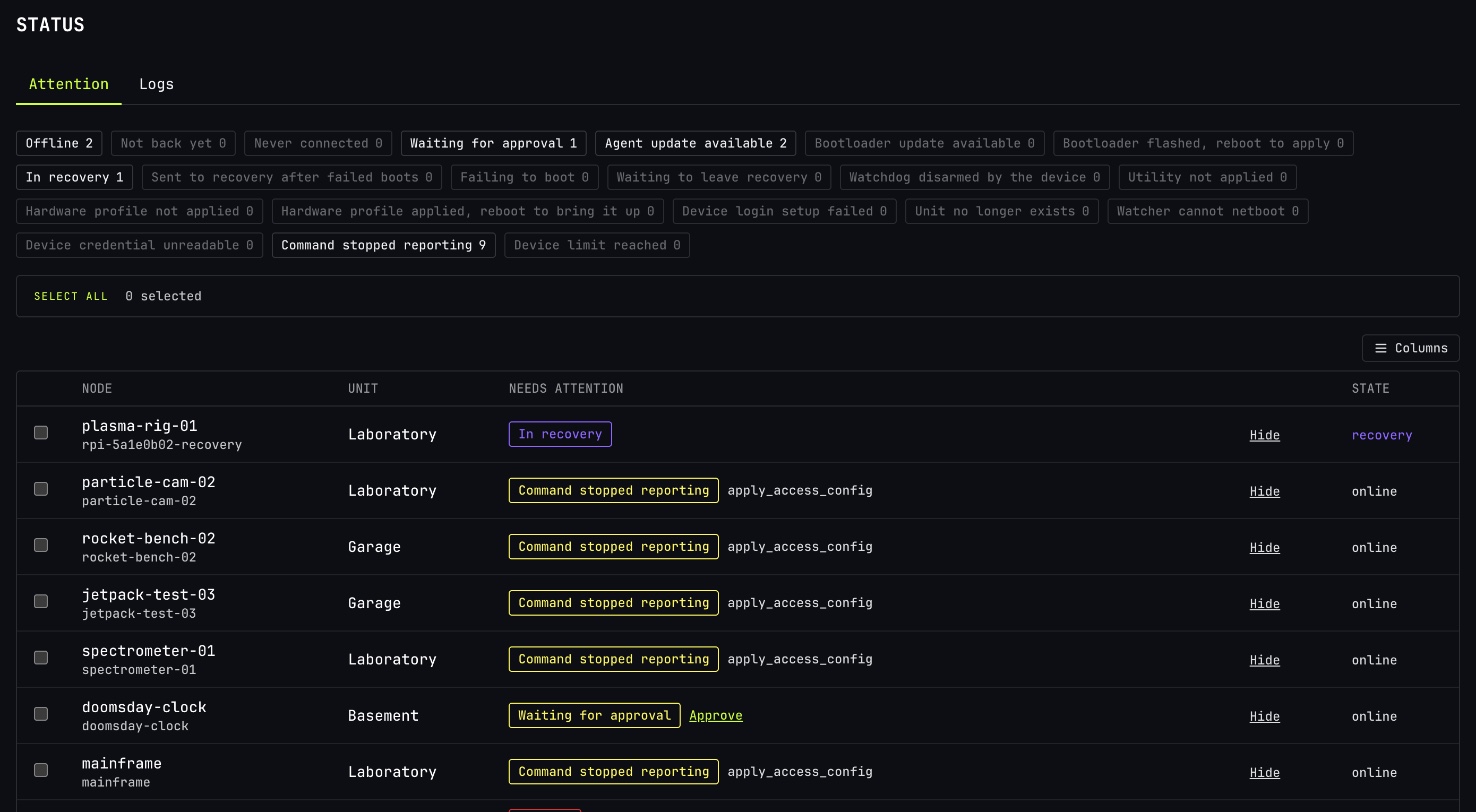 STATUS
Attention Logs
Offline 2 Not back yet 0 Never connected 0 Waiting for approval 1 Agent update available 2 Bootloader update available 0 Bootloader flashed, reboot to apply 0
In recovery 1 Sent to recovery after failed boots 0 Failing to boot 0 Waiting to leave recovery 0 Watchdog disarmed by the device 0 Utility not applied 0
Hardware profile not applied 0 Hardware profile applied, reboot to bring it up 0 Device login setup failed 0 Unit no longer exists 0 Watcher cannot netboot 0
Device credential unreadable 0 Command stopped reporting 9 Device limit reached 0
SELECT ALL 0 selected
Columns
NODE UNIT NEEDS ATTENTION STATE
plasma-rig-01
rpi-5a1e0b02-recovery
Laboratory In recovery Hide recovery
particle-cam-02
particle-cam-02
Laboratory Command stopped reporting apply_access_config Hide online
rocket-bench-02
rocket-bench-02
Garage Command stopped reporting apply_access_config Hide online
jetpack-test-03
jetpack-test-03
Garage Command stopped reporting apply_access_config Hide online
spectrometer-01
spectrometer-01
Laboratory Command stopped reporting apply_access_config Hide online
doomsday-clock
doomsday-clock
Basement Waiting for approval Approve Hide online
mainframe
mainframe
Laboratory Command stopped reporting apply_access_config Hide online